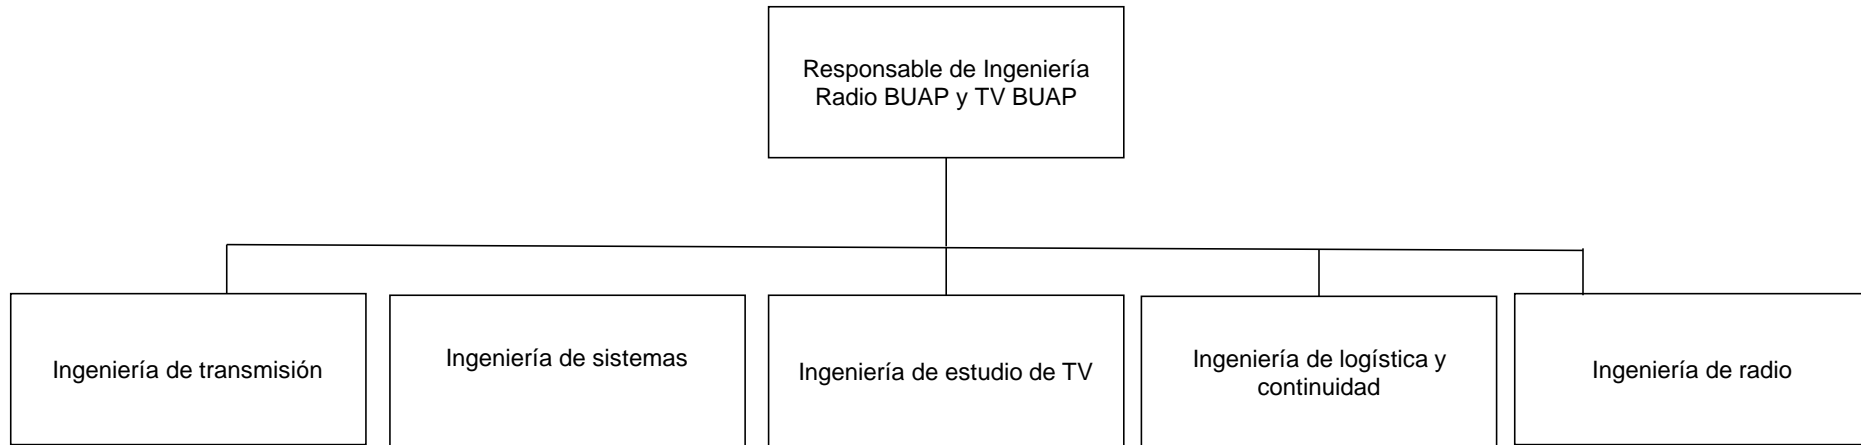 Responsable de Ingeniería
Radio BUAP y TV BUAP
Ingeniería de transmisión
Ingeniería de sistemas
Ingeniería de estudio de TV
Ingeniería de logística y
continuidad
Ingeniería de radio